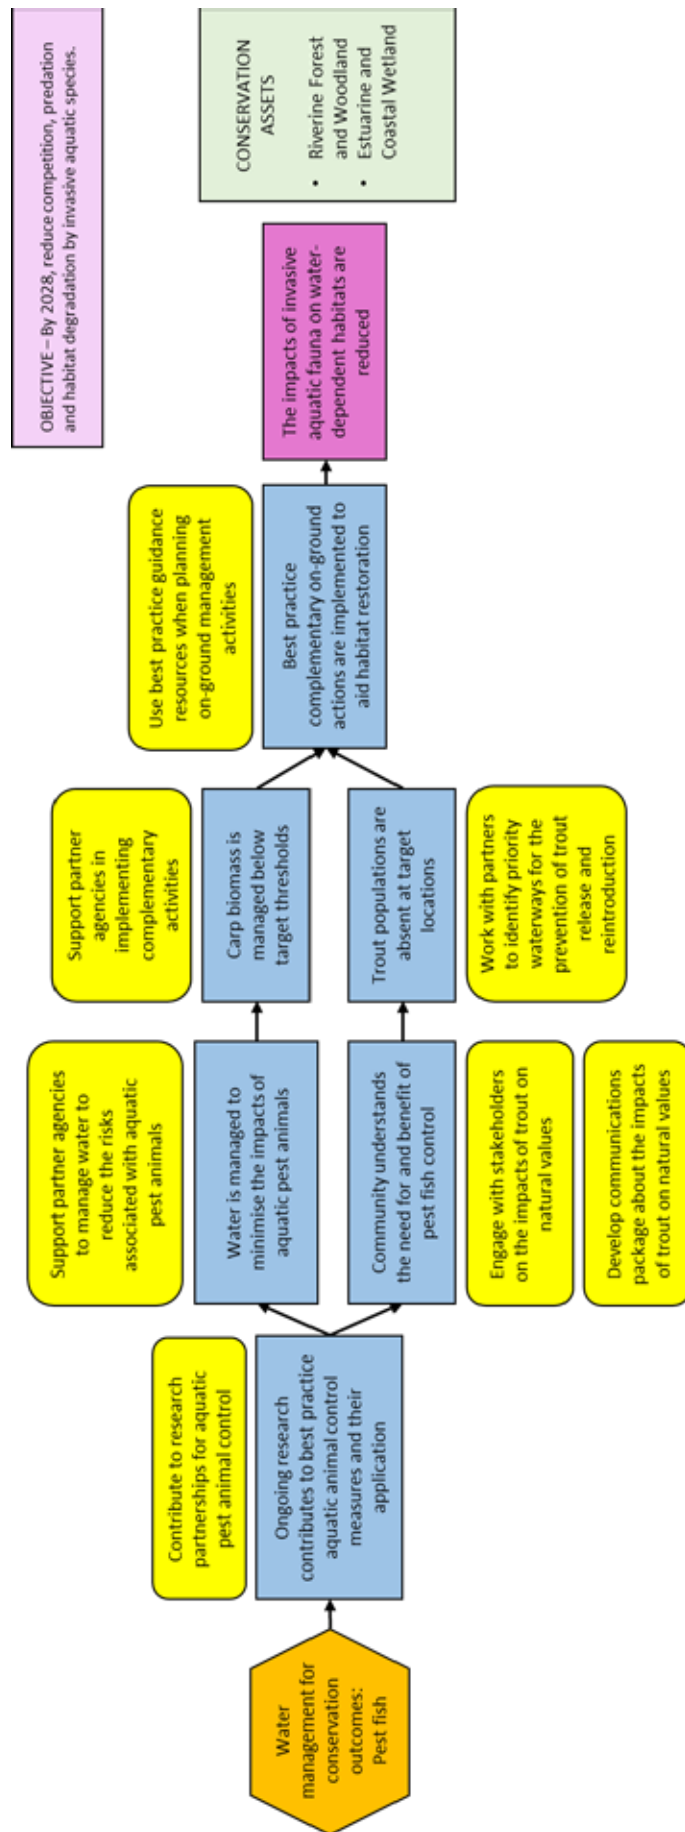 OBJECTIVE – By 2028, reduce competition, predation
and habitat degradation by invasive aquatic species.
Water
management for
conservation
outcomes:
Pest fish
Contribute to research
partnerships for aquatic
pest animal control
Ongoing research
contributes to best practice
aquatic animal control
measures and their
application
Support partner agencies
to manage water to
reduce the risks
associated with aquatic
pest animals
Water is managed to
minimise the impacts of
aquatic pest animals
Community understands
the need for and benefit of
pest fish control
Engage with stakeholders
on the impacts of trout on
natural values
Develop communications
package about the impacts
of trout on natural values
Support partner
agencies in
implementing
complementary
activities
Carp biomass is
managed below
target thresholds
Trout populations are
absent at target
locations
Work with partners
to identify priority
waterways for the
prevention of trout
release and
reintroduction
Use best practice guidance
resources when planning
on-ground management
activities
Best practice
complementary on-ground
actions are implemented to
aid habitat restoration
The impacts of invasive
aquatic fauna on water-
dependent habitats are
reduced
CONSERVATION
ASSETS
• Riverine Forest
and Woodland
• Estuarine and
Coastal Wetland